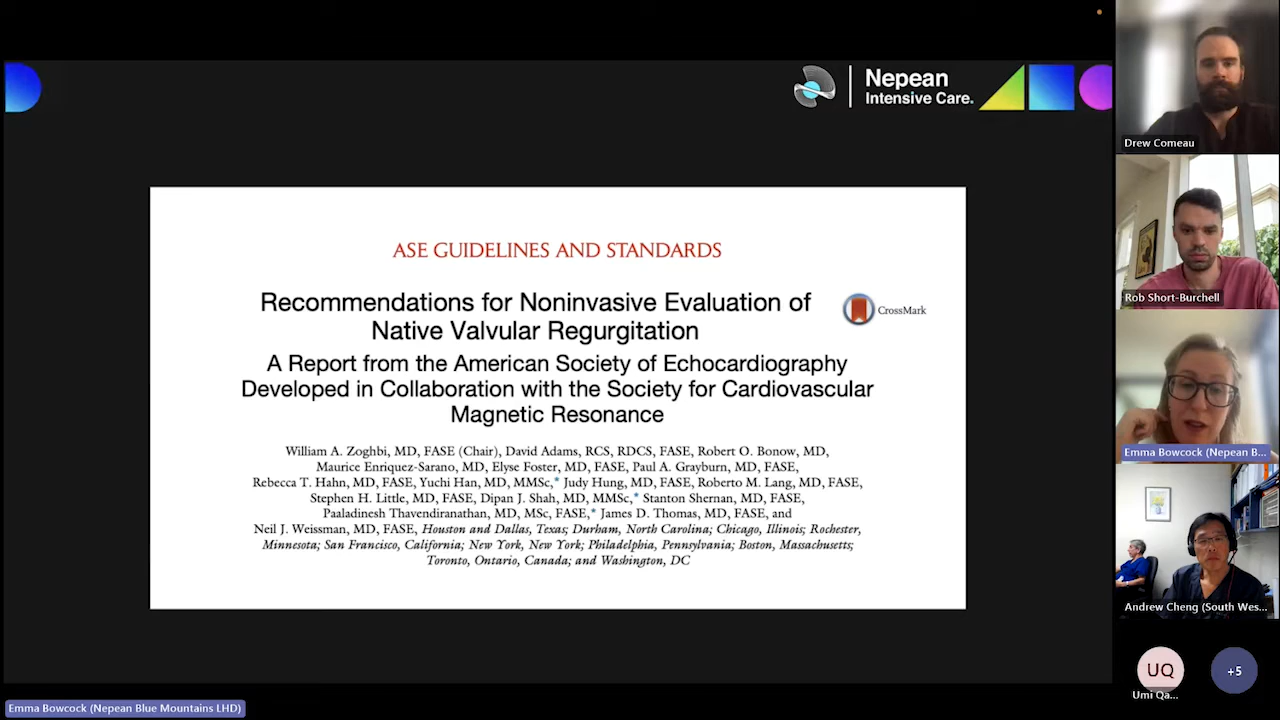 Nepean
Intensive Care.
ASE GUIDELINES AND STANDARDS
Recommendations for Noninvasive Evaluation of
Native Valvular Regurgitation
CrossMark
A Report from the American Society of Echocardiography
Developed in Collaboration with the Society for Cardiovascular
Magnetic Resonance
William A. Zoghbi, MD, FASE (Chair), David Adams, RCS, RDCS, FASE, Robert O. Bonow, MD,
Maurice Enriquez-Sarano, MD, Elyse Foster, MD, FASE, Paul A. Grayburn, MD, FASE,
Rebecca T. Hahn, MD, FASE, Yuchi Han, MD, MMSc,* Judy Hung, MD, FASE, Roberto M. Lang, MD, FASE,
Stephen H. Little, MD, FASE, Dipan J. Shah, MD, MMSc,* Stanton Shernan, MD, FASE,
Paaladinesh Thavendiranathan, MD, MSc, FASE,* James D. Thomas, MD, FASE, and
Neil J. Weissman, MD, FASE, Houston and Dallas, Texas; Durham, North Carolina; Chicago, Illinois; Rochester,
Minnesota; San Francisco, California; New York, New York; Philadelphia, Pennsylvania; Boston, Massachusetts;
Toronto, Ontario, Canada; and Washington, DC
Emma Bowcock (Nepean Blue Mountains LHD)
Drew Comeau
Rob Short-Burchell
Emma Bowcock (Nepean B...
Andrew Cheng (South Wes...
UQ
Umi Qa...
+5